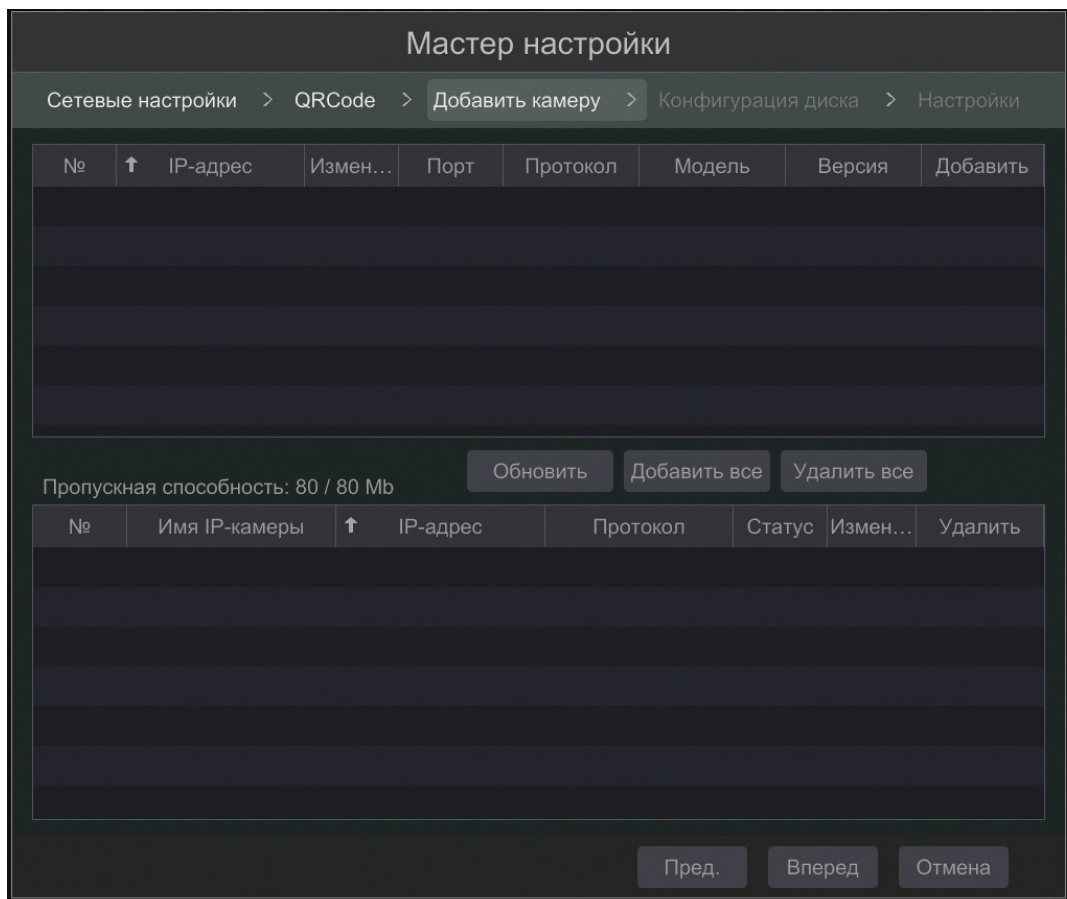 Мастер настройки
Сетевые настройки > QRCode > Добавить камеру > Конфигурация диска > Настройки
№ ↑ IP-адрес Измен... Порт Протокол Модель Версия Добавить
Обновить Добавить все Удалить все
Пропускная способность: 80 / 80 Mb
№ Имя IP-камеры ↑ IP-адрес Протокол Статус Измен... Удалить
Пред. Вперед Отмена